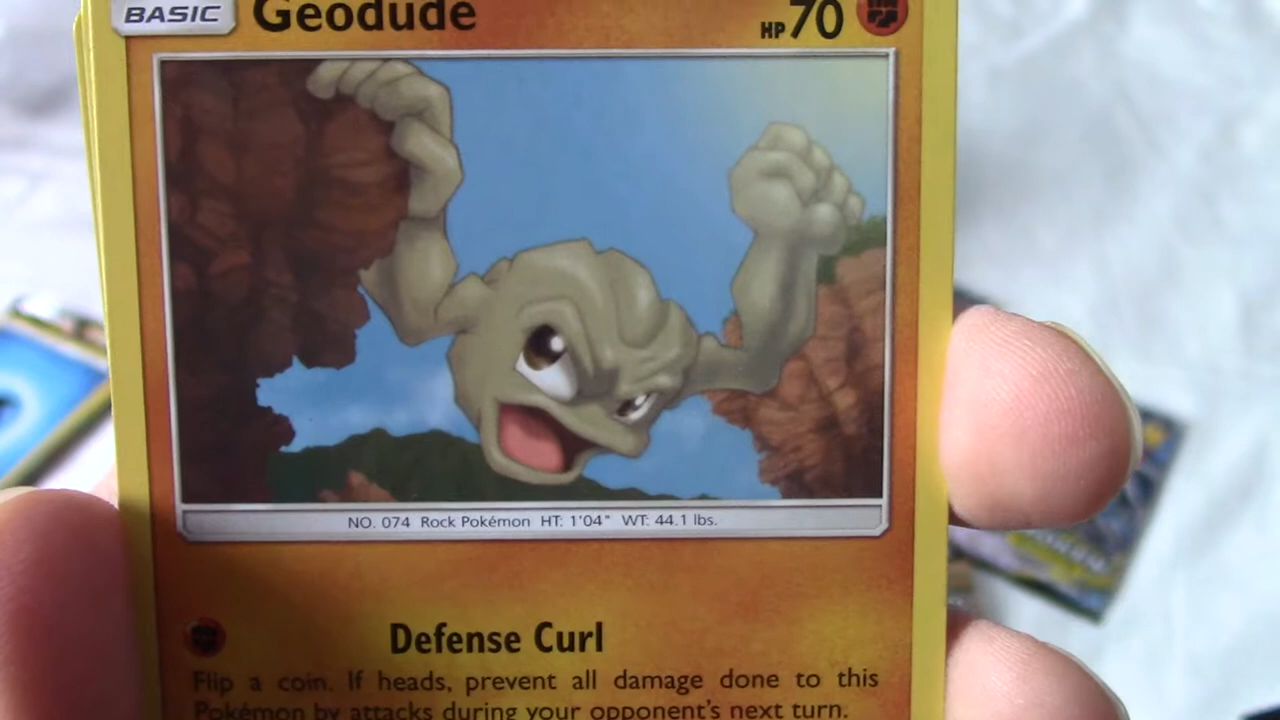 BASIC Geodude HP 70
NO. 074 Rock Pokémon HT: 1'04" WT: 44.1 lbs.
Defense Curl
Flip a coin. If heads, prevent all damage done to this
Pokémon by attacks during your opponent's next turn.